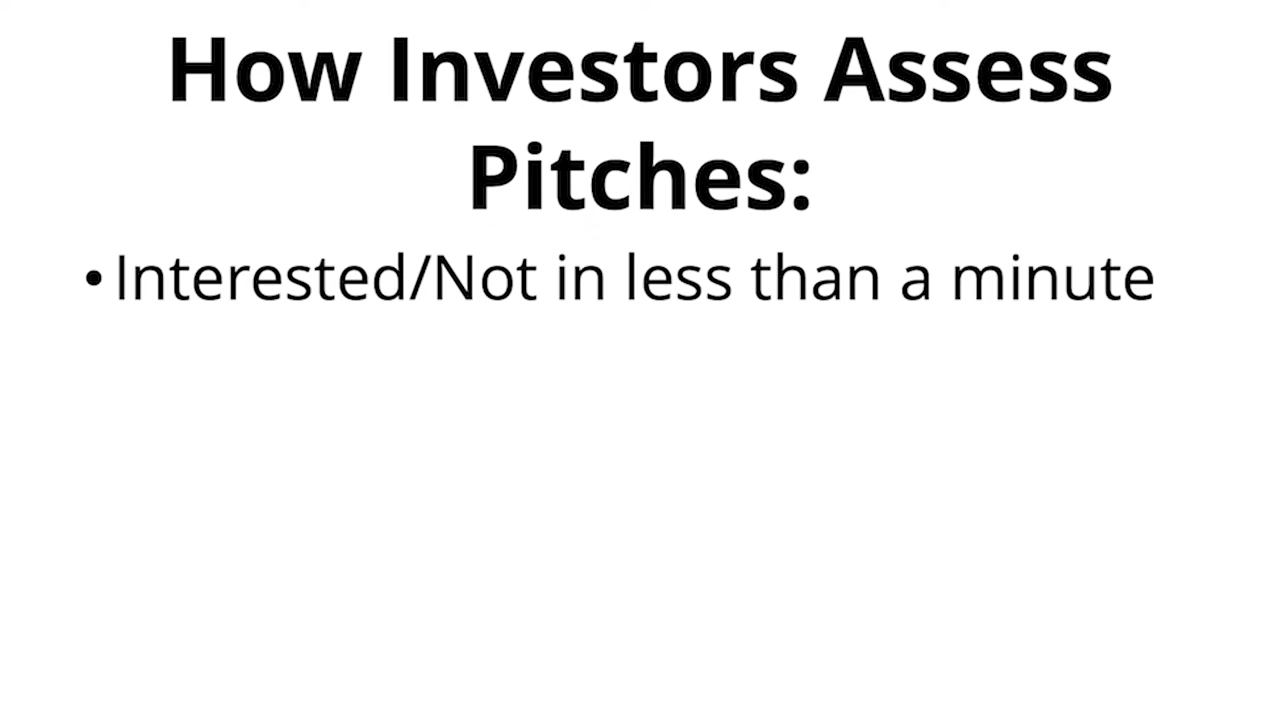 How Investors Assess
Pitches:
• Interested/Not in less than a minute